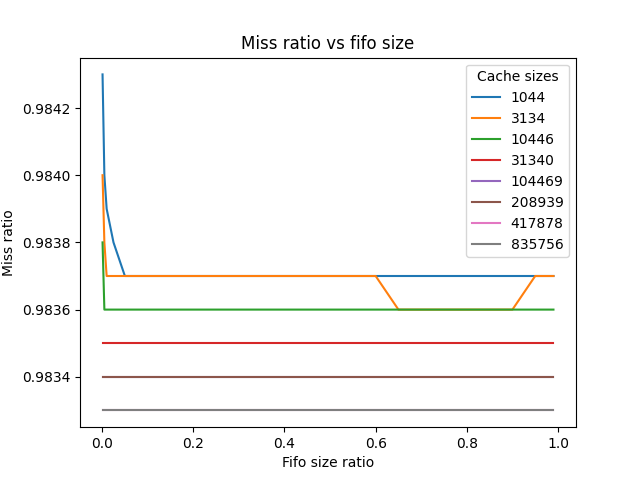 Miss ratio vs fifo size
Cache sizes
1044
3134
10446
31340
104469
208939
417878
835756
Miss ratio
0.9842
0.9840
0.9838
0.9836
0.9834
0.0 0.2 0.4 0.6 0.8 1.0
Fifo size ratio